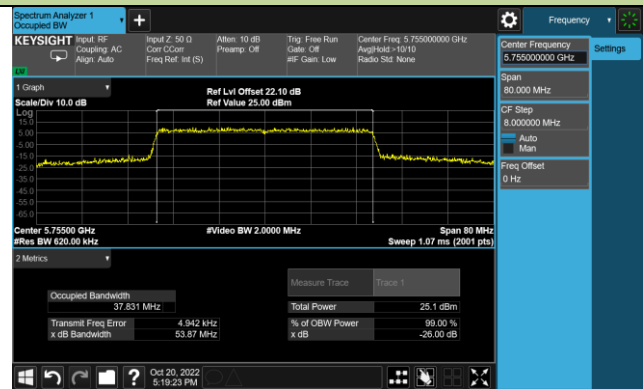 Spectrum Analyzer 1
Occupied BW
Frequency
KEYSIGHT
Input: RF
Coupling: AC
Align: Auto
Input Z: 50 Ω
Corr CCorr
Freq Ref: Int (S)
Atten: 10 dB
Preamp: Off
Trig: Free Run
Gate: Off
#IF Gain: Low
Center Freq: 5.755000000 GHz
Avg|Hold:>10/10
Radio Std: None
Center Frequency
5.755000000 GHz
Settings
Span
80.000 MHz
CF Step
8.000000 MHz
Auto
Man
Freq Offset
0 Hz
1 Graph
Scale/Div 10.0 dB
Ref Lvl Offset 22.10 dB
Ref Value 25.00 dBm
Log
15.0
5.00
-5.00
-15.0
-25.0
-35.0
-45.0
-55.0
-65.0
Center 5.75500 GHz
#Res BW 620.00 kHz
#Video BW 2.0000 MHz
Span 80 MHz
Sweep 1.07 ms (2001 pts)
2 Metrics
Measure Trace
Trace 1
Occupied Bandwidth
37.831 MHz
Total Power
25.1 dBm
Transmit Freq Error
4.942 kHz
% of OBW Power
99.00 %
x dB Bandwidth
53.87 MHz
x dB
-26.00 dB
?
Oct 20, 2022
5:19:23 PM